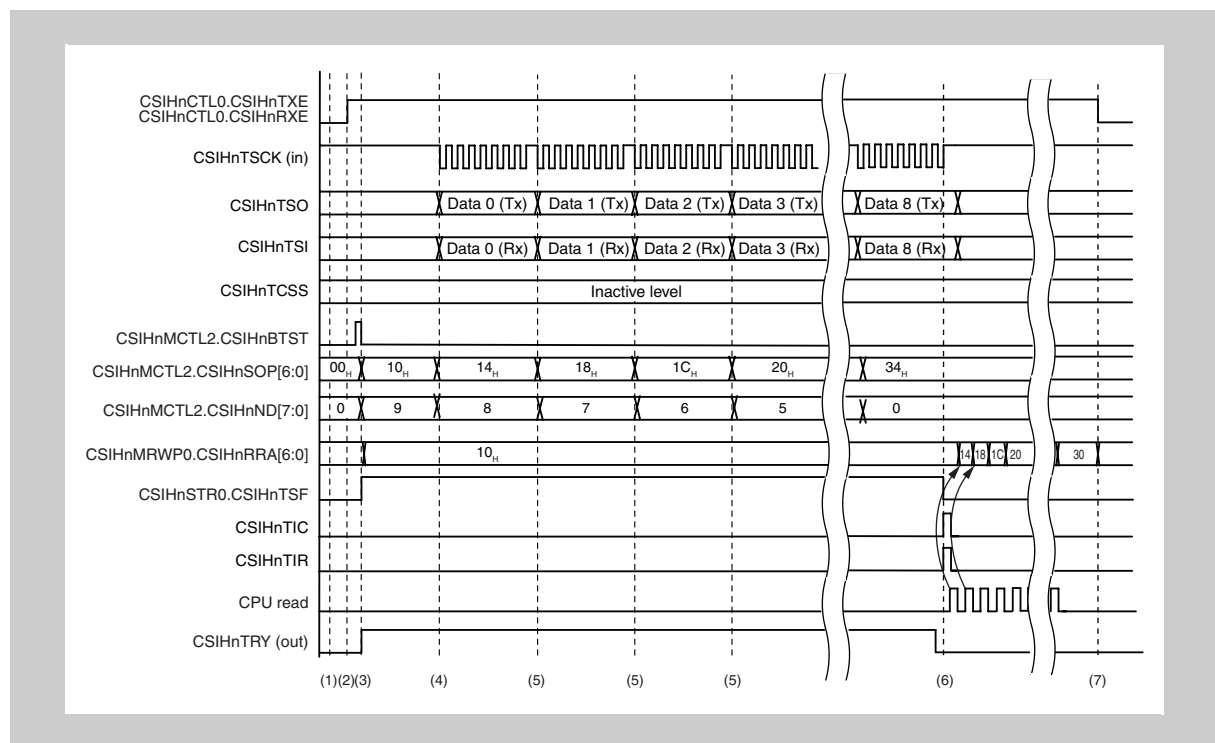 CSIHnCTL0.CSIHnTXE
CSIHnCTL0.CSIHnRXE
CSIHnTSCK (in)
CSIHnTSO Data 0 (Tx) Data 1 (Tx) Data 2 (Tx) Data 3 (Tx) Data 8 (Tx)
CSIHnTSI Data 0 (Rx) Data 1 (Rx) Data 2 (Rx) Data 3 (Rx) Data 8 (Rx)
CSIHnTCSS Inactive level
CSIHnMCTL2.CSIHnBTST
CSIHnMCTL2.CSIHnSOP[6:0] 00H 10H 14H 18H 1CH 20H 34H
CSIHnMCTL2.CSIHnND[7:0] 0 9 8 7 6 5 0
CSIHnMRWP0.CSIHnRRA[6:0] 10H 14 18 1C 20 30
CSIHnSTR0.CSIHnTSF
CSIHnTIC
CSIHnTIR
CPU read
CSIHnTRY (out)
(1)(2)(3) (4) (5) (5) (5) (6) (7)